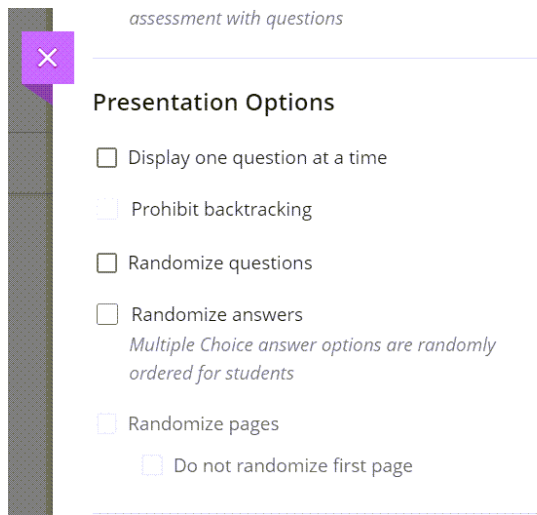 assessment with questions
Presentation Options
Display one question at a time
Prohibit backtracking
Randomize questions
Randomize answers
Multiple Choice answer options are randomly
ordered for students
Randomize pages
Do not randomize first page